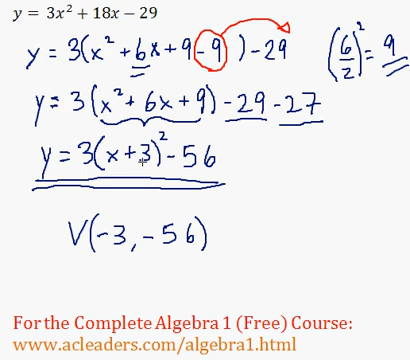 y = 3x² + 18x − 29
y = 3(x² + 6x + 9 − 9) − 29 (6/2)² = 9
y = 3(x² + 6x + 9) − 29 − 27
y = 3(x + 3)² − 56
V(−3, −56)
For the Complete Algebra 1 (Free) Course:
www.acleaders.com/algebra1.html